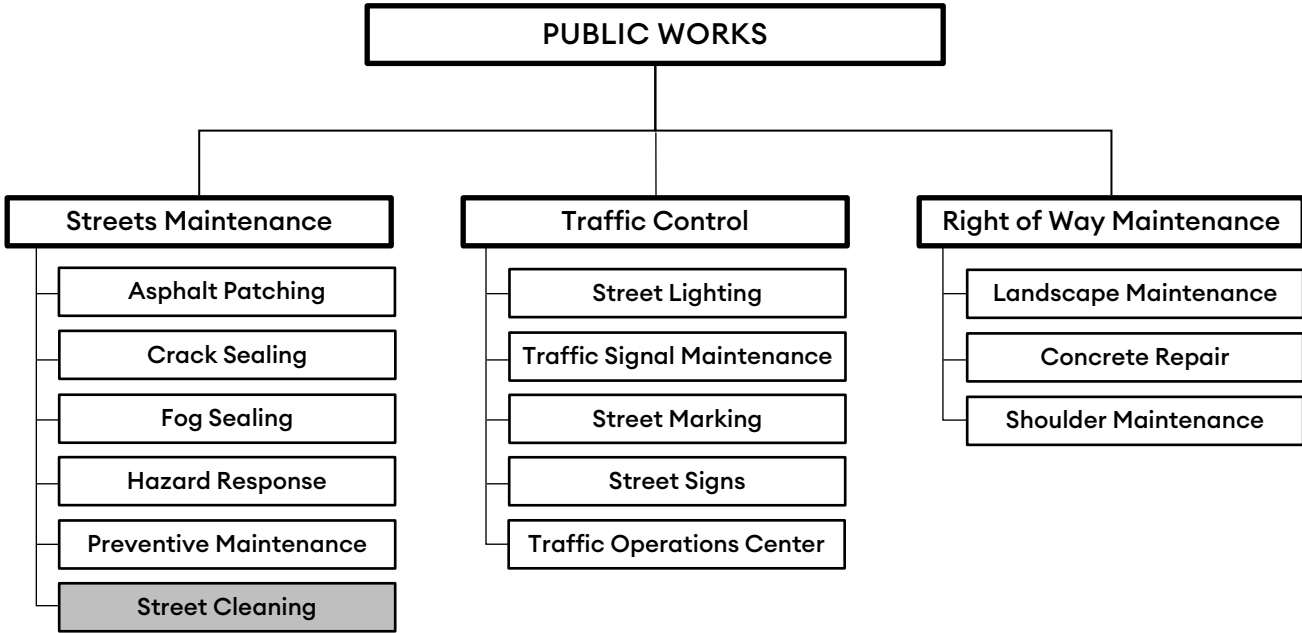 PUBLIC WORKS
Streets Maintenance
Asphalt Patching
Crack Sealing
Fog Sealing
Hazard Response
Preventive Maintenance
Street Cleaning
Traffic Control
Street Lighting
Traffic Signal Maintenance
Street Marking
Street Signs
Traffic Operations Center
Right of Way Maintenance
Landscape Maintenance
Concrete Repair
Shoulder Maintenance